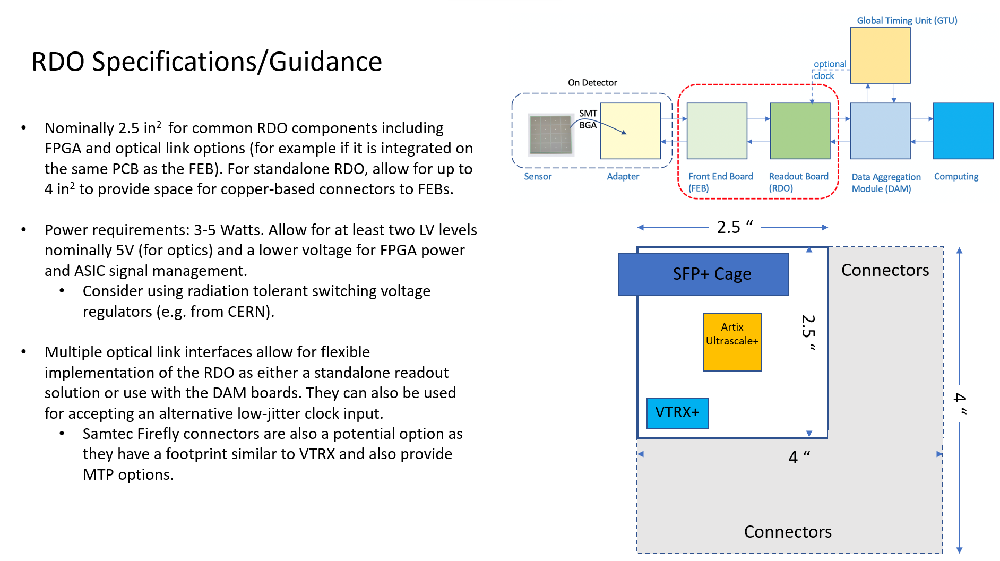 RDO Specifications/Guidance
• Nominally 2.5 in² for common RDO components including
FPGA and optical link options (for example if it is integrated on
the same PCB as the FEB). For standalone RDO, allow for up to
4 in² to provide space for copper-based connectors to FEBs.
• Power requirements: 3-5 Watts. Allow for at least two LV levels
nominally 5V (for optics) and a lower voltage for FPGA power
and ASIC signal management.
• Consider using radiation tolerant switching voltage
regulators (e.g. from CERN).
• Multiple optical link interfaces allow for flexible
implementation of the RDO as either a standalone readout
solution or use with the DAM boards. They can also be used
for accepting an alternative low-jitter clock input.
• Samtec Firefly connectors are also a potential option as
they have a footprint similar to VTRX and also provide
MTP options.
Global Timing Unit (GTU)
optional
clock
On Detector
SMT
BGA
Sensor
Adapter
Front End Board
(FEB)
Readout Board
(RDO)
Data Aggregation
Module (DAM)
Computing
2.5 “
SFP+ Cage
Connectors
Artix
Ultrascale+
2.5 “
VTRX+
4 “
4 “
Connectors